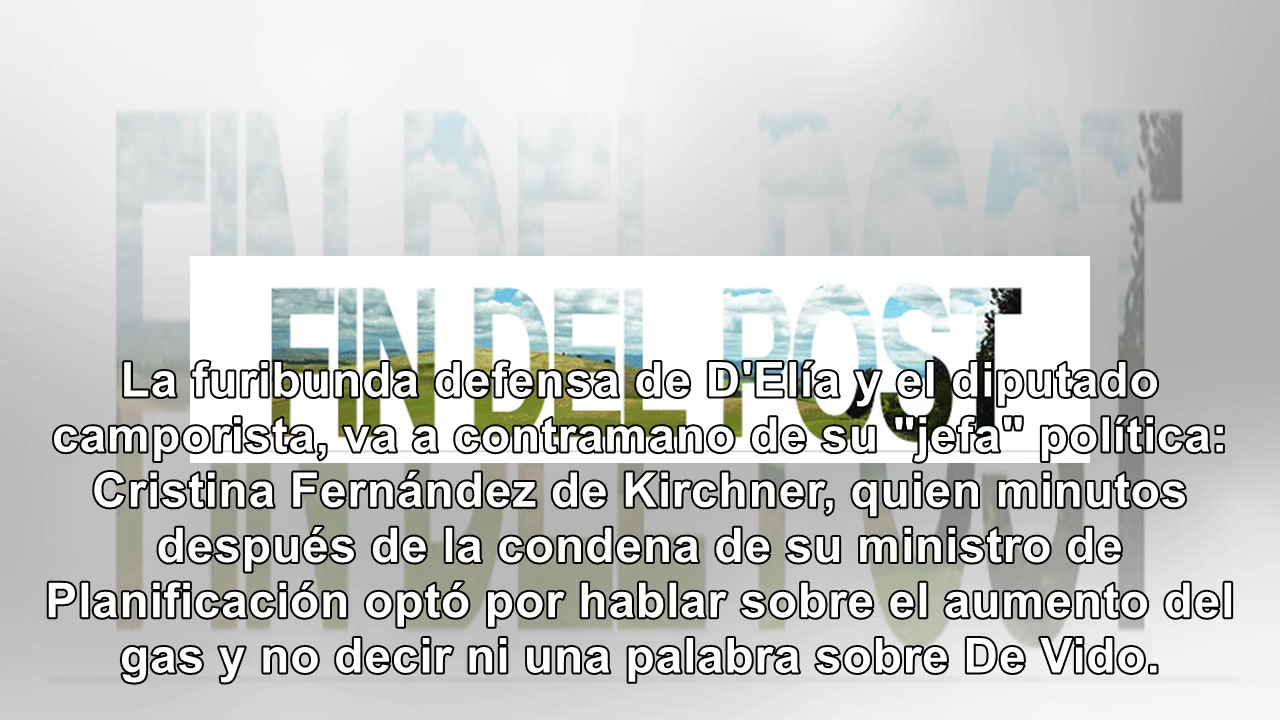 FIN DEL POST
La furibunda defensa de D'Elía y el diputado
camporista, va a contramano de su "jefa" política:
Cristina Fernández de Kirchner, quien minutos
después de la condena de su ministro de
Planificación optó por hablar sobre el aumento del
gas y no decir ni una palabra sobre De Vido.